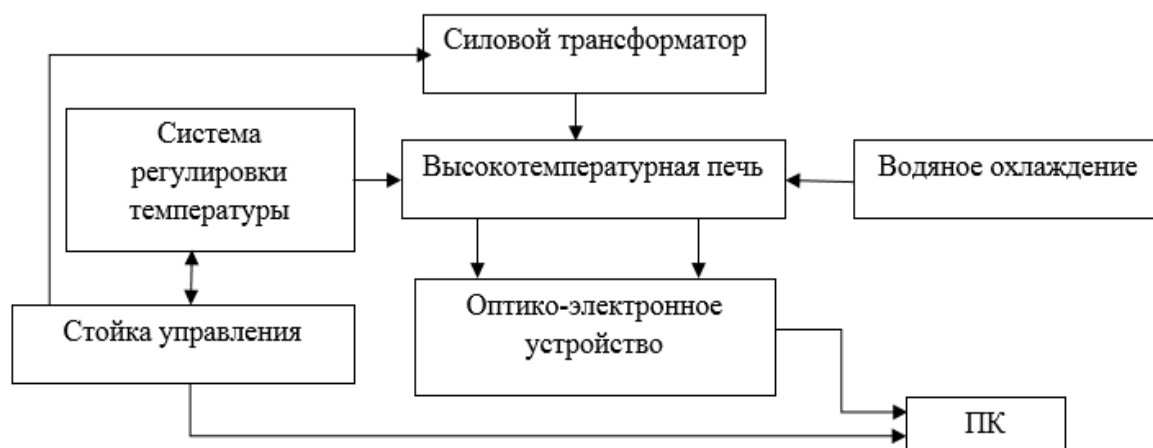 Силовой трансформатор
Система
регулировки
температуры
Высокотемпературная печь
Водяное охлаждение
Оптико-электронное
устройство
Стойка управления
ПК